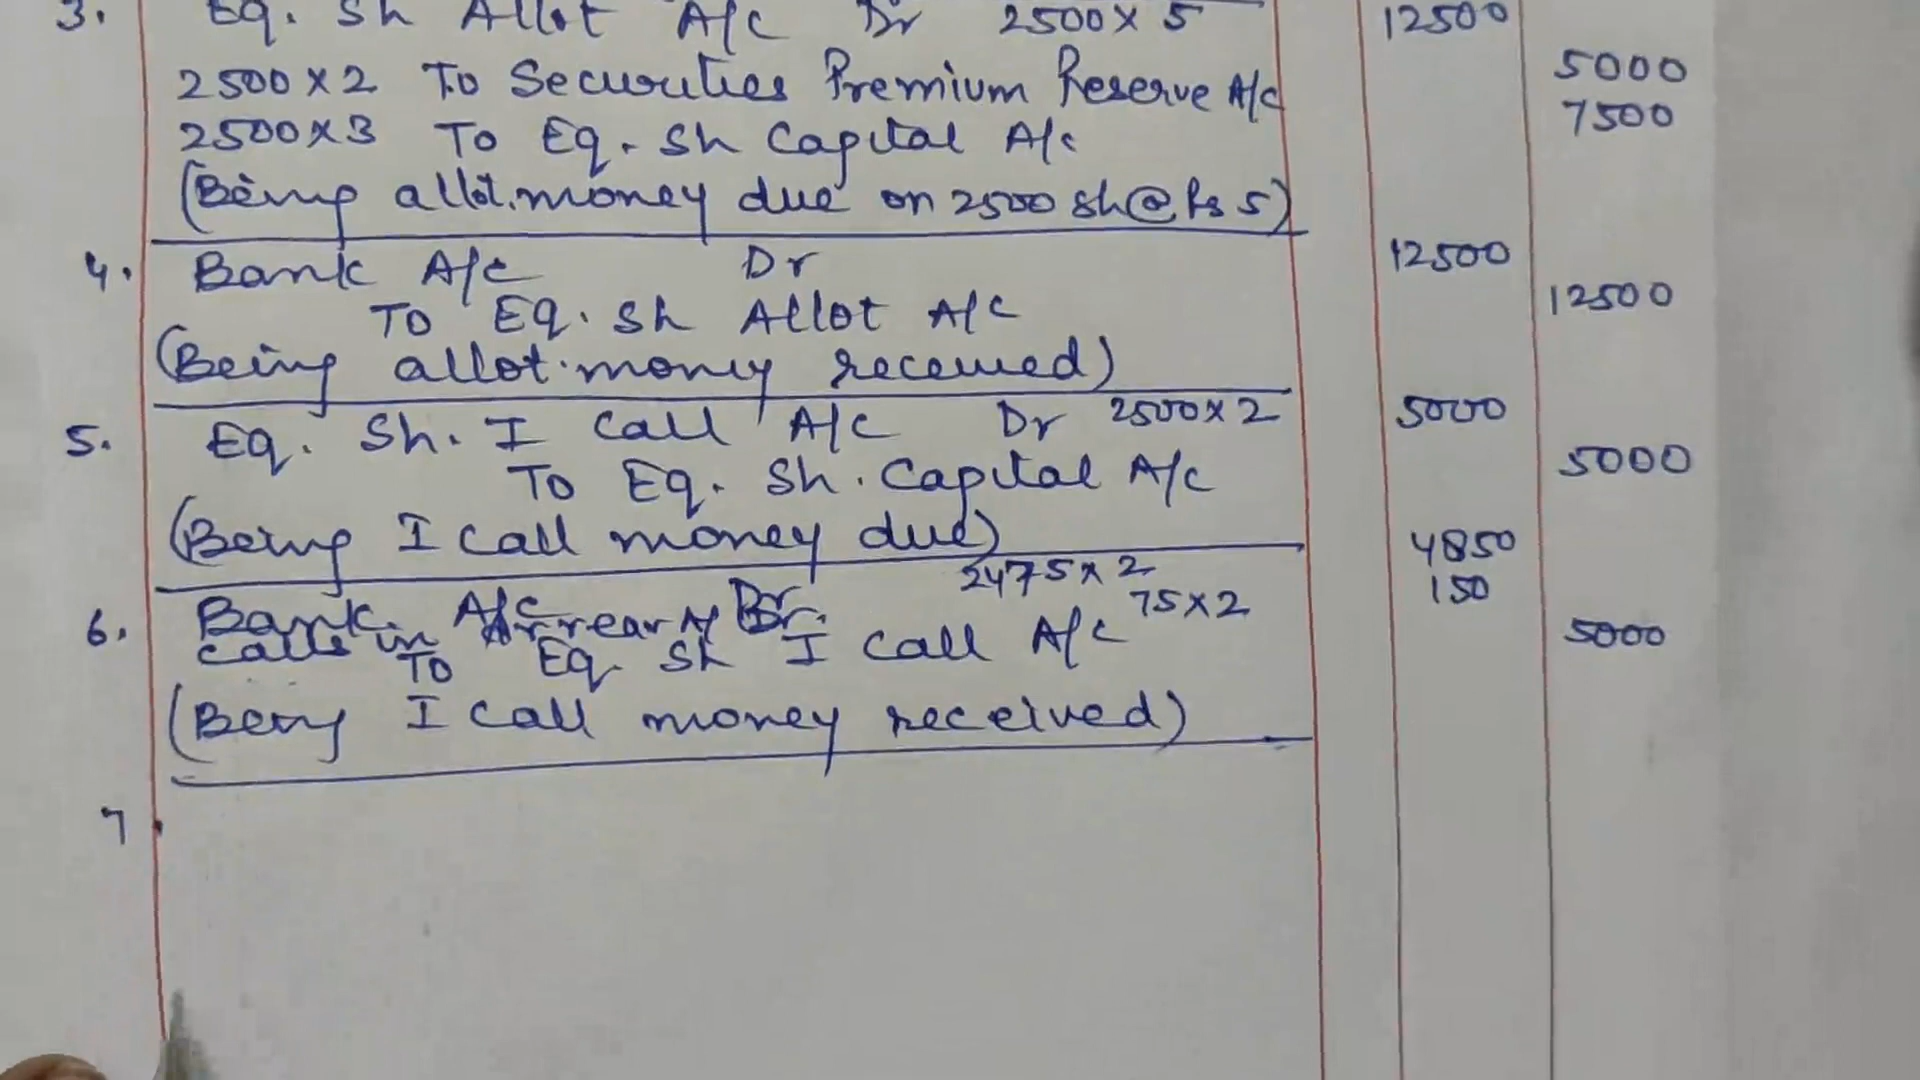 3. Eq. Sh Allot A/c Dr 2500 x 5 12500
2500 x 2 To Securities Premium Reserve A/c 5000
2500 x 3 To Eq. Sh Capital A/c 7500
(Being allot. money due on 2500 sh @ Rs 5)
4. Bank A/c Dr 12500
To Eq. Sh Allot A/c 12500
(Being allot. money received)
5. Eq. Sh. I Call A/c Dr 2500 x 2 5000
To Eq. Sh. Capital A/c 5000
(Being I call money due)
6. Bank A/c Dr. 2475 x 2 4850
Calls in Arrear A/c Dr. 75 x 2 150
To Eq. Sh I Call A/c 5000
(Being I call money received)
7.